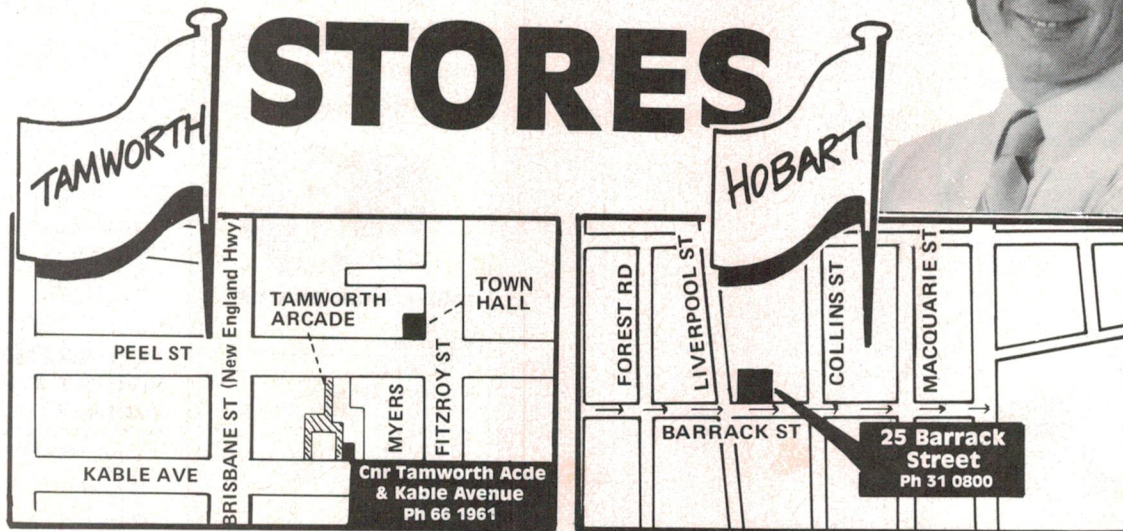 STORES
TAMWORTH
BRISBANE ST (New England Hwy)
TAMWORTH
ARCADE
TOWN
HALL
PEEL ST
MYERS
FITZROY ST
KABLE AVE
Cnr Tamworth Acde
& Kable Avenue
Ph 66 1961
HOBART
FOREST RD
LIVERPOOL ST
COLLINS ST
MACQUARIE ST
BARRACK ST
25 Barrack
Street
Ph 31 0800